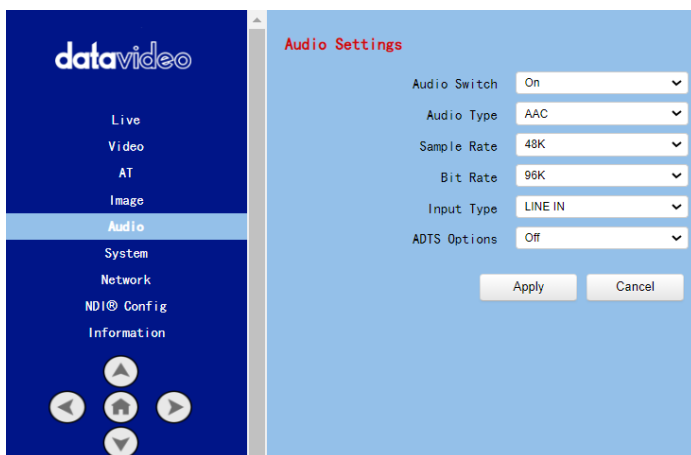 datavideo
Live
Video
AT
Image
Audio
System
Network
NDI® Config
Information
Audio Settings
Audio Switch On
Audio Type AAC
Sample Rate 48K
Bit Rate 96K
Input Type LINE IN
ADTS Options Off
Apply Cancel